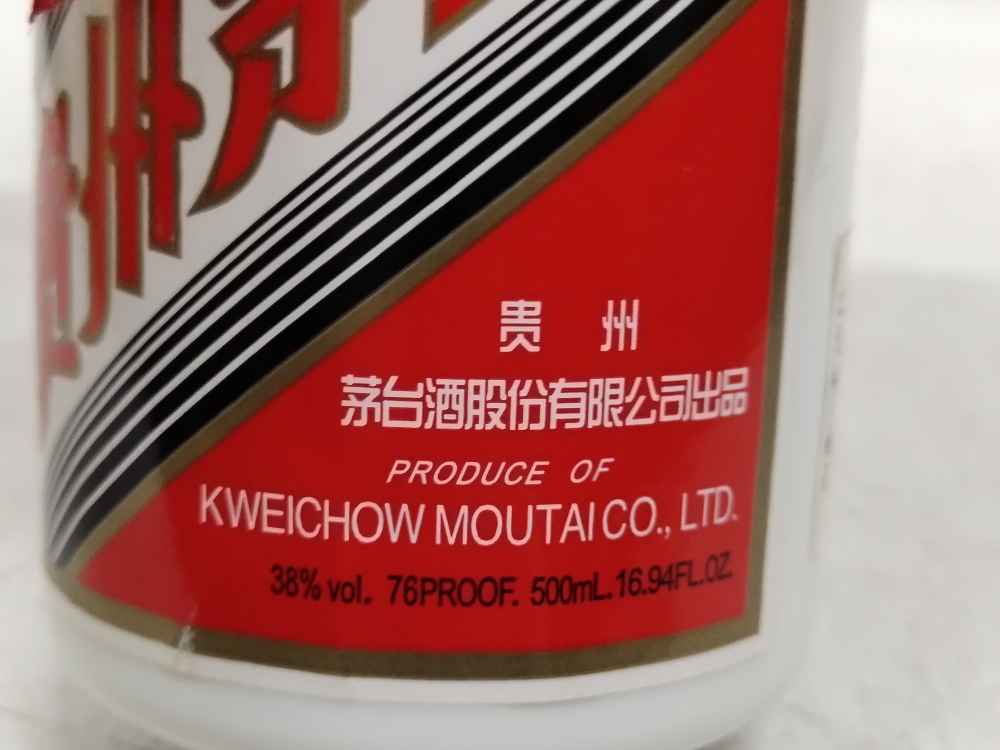 贵州
茅台酒股份有限公司出品
PRODUCE OF
KWEICHOW MOUTAI CO., LTD.
38% vol. 76PROOF. 500mL.16.94FL.OZ.